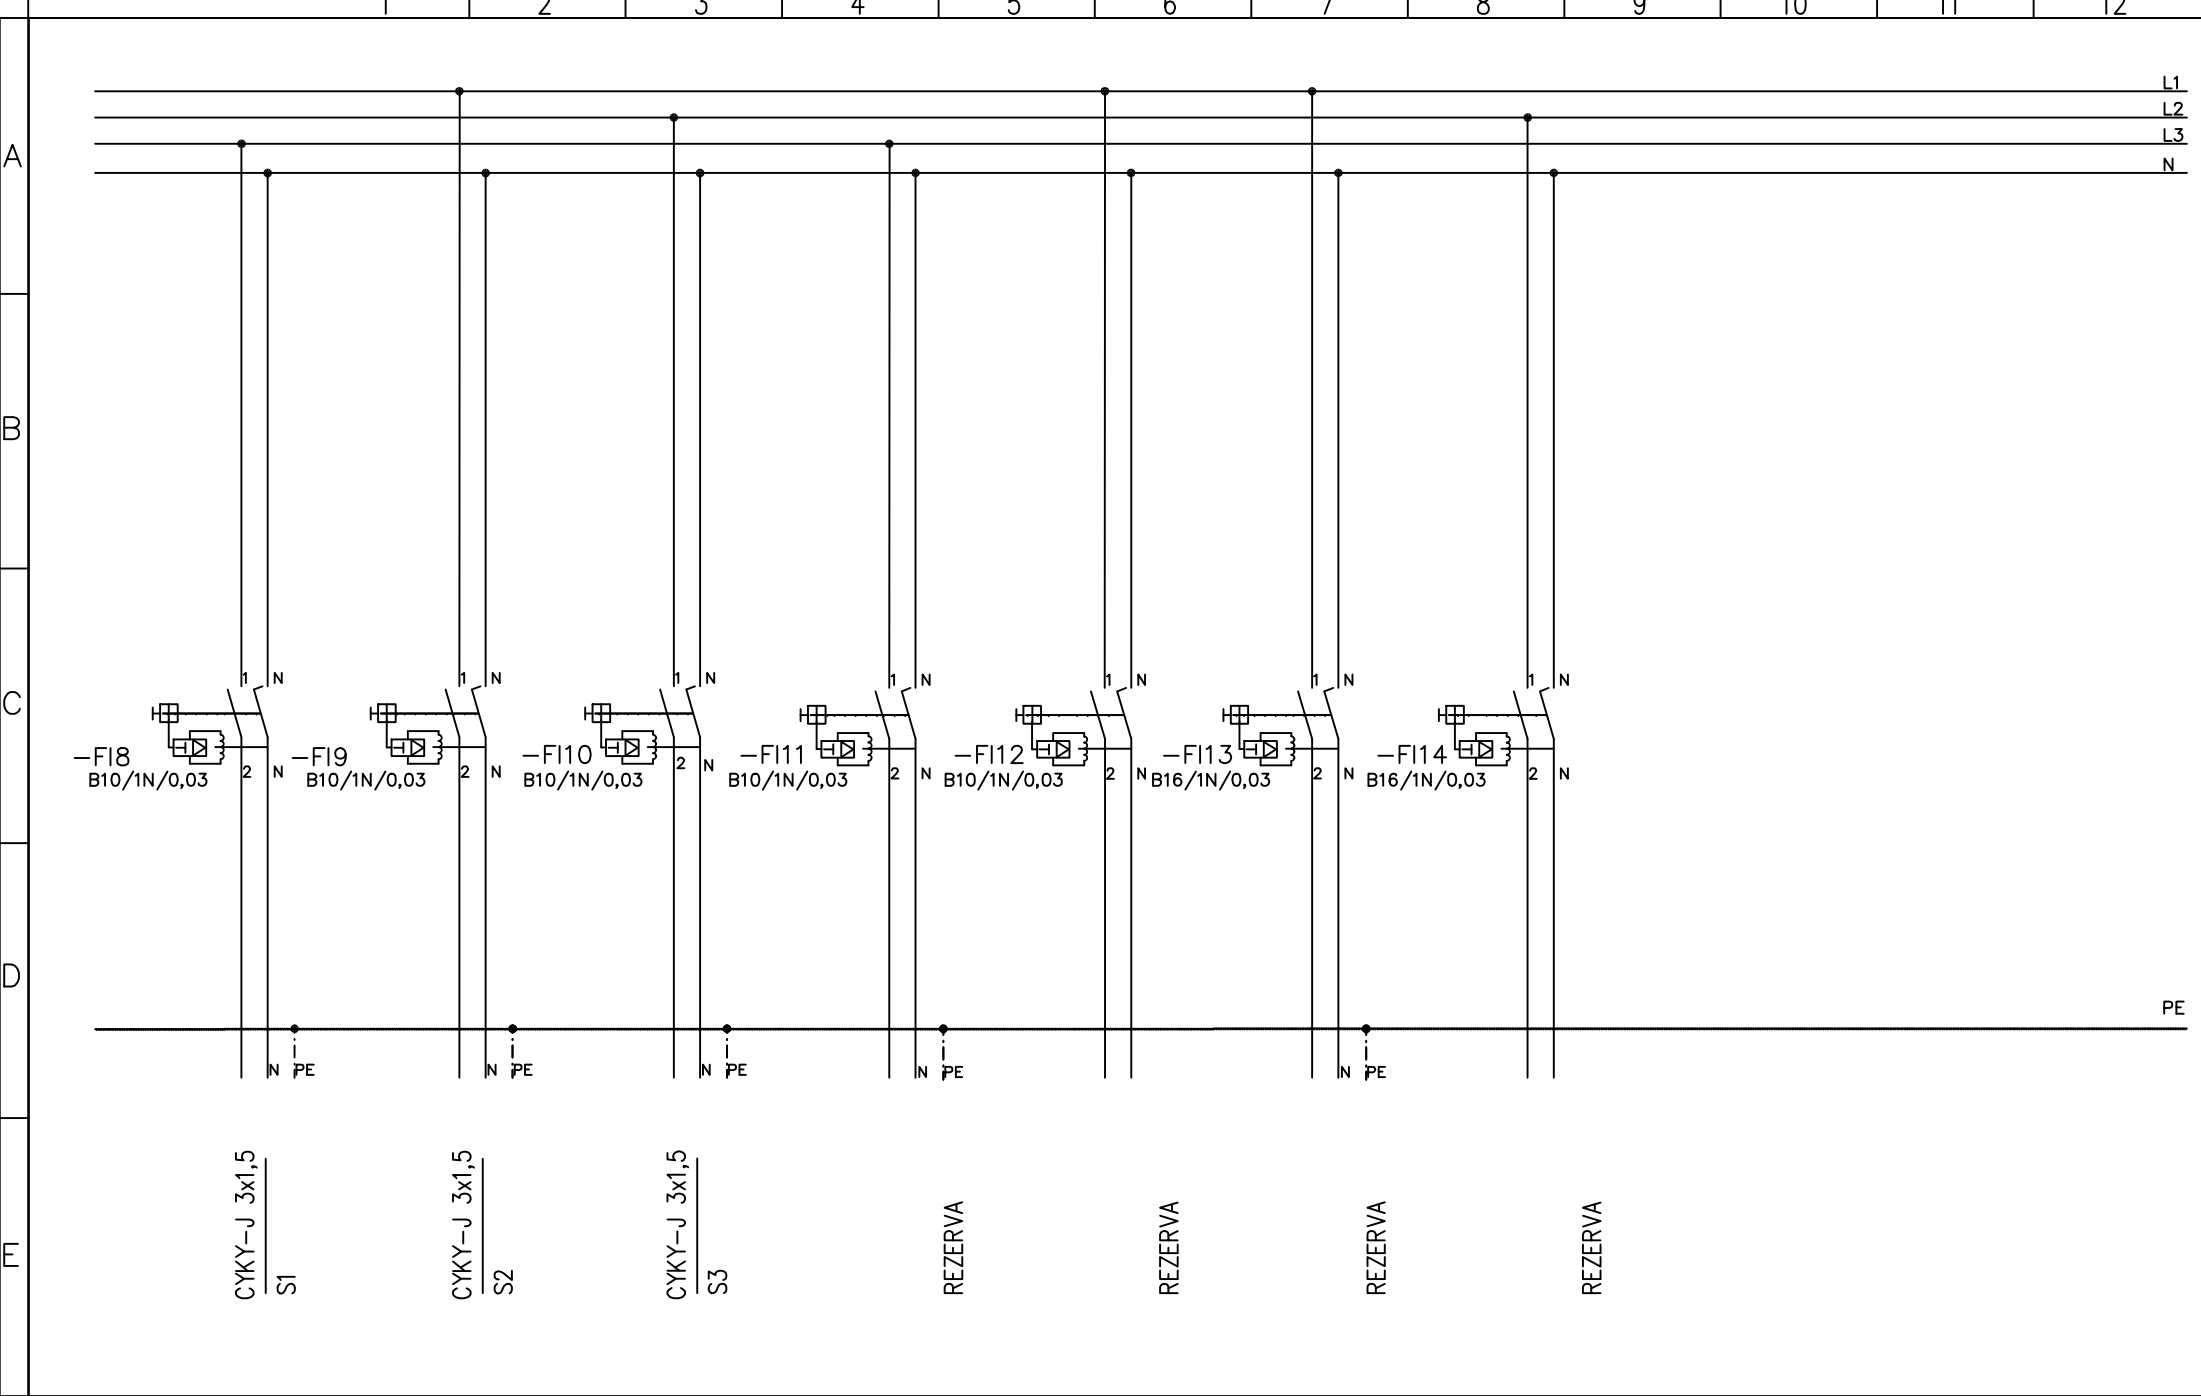 1 2 3 4 5 6 7 8 9 10 11 12
L1
L2
L3
N
A
B
C
D
E
1 N 1 N 1 N 1 N 1 N 1 N 1 N
-FI8 -FI9 -FI10 -FI11 -FI12 -FI13 -FI14
2 N 2 N 2 N 2 N 2 N 2 N 2 N
B10/1N/0,03 B10/1N/0,03 B10/1N/0,03 B10/1N/0,03 B10/1N/0,03 B16/1N/0,03 B16/1N/0,03
PE
N PE N PE N PE N PE N PE
CYKY-J 3x1,5
S1
CYKY-J 3x1,5
S2
CYKY-J 3x1,5
S3
REZERVA
REZERVA
REZERVA
REZERVA